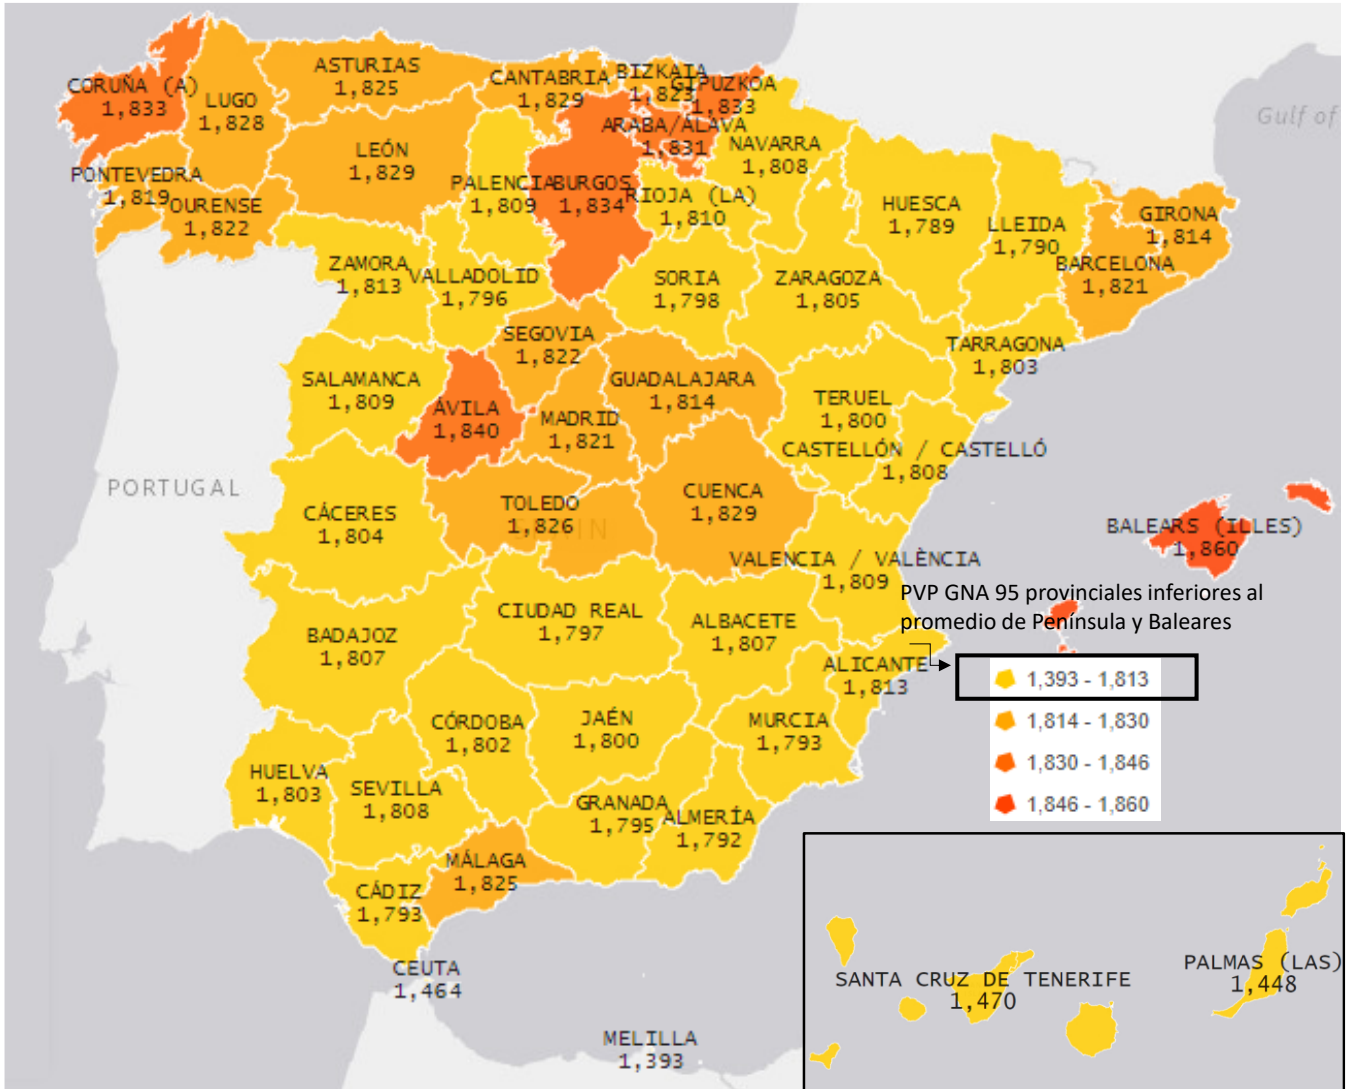 CORUÑA (A)
1,833
LUGO
1,828
ASTURIAS
1,825
CANTABRIA
1,829
BIZKAIA
1,823
GIPUZKOA
1,833
ARABA/ÁLAVA
1,831
NAVARRA
1,808
Gulf of
PONTEVEDRA
1,819
OURENSE
1,822
LEÓN
1,829
PALENCIA
1,809
BURGOS
1,834
RIOJA (LA)
1,810
HUESCA
1,789
LLEIDA
1,790
GIRONA
1,814
BARCELONA
1,821
ZAMORA
1,813
VALLADOLID
1,796
SORIA
1,798
ZARAGOZA
1,805
TARRAGONA
1,803
SEGOVIA
1,822
SALAMANCA
1,809
ÁVILA
1,840
MADRID
1,821
GUADALAJARA
1,814
TERUEL
1,800
CASTELLÓN / CASTELLÓ
1,808
PORTUGAL
CÁCERES
1,804
TOLEDO
1,826
SPAIN
CUENCA
1,829
VALENCIA / VALÈNCIA
1,809
BALEARS (ILLES)
1,860
BADAJOZ
1,807
CIUDAD REAL
1,797
ALBACETE
1,807
ALICANTE
1,813
PVP GNA 95 provinciales inferiores al
promedio de Península y Baleares
1,393 - 1,813
1,814 - 1,830
1,830 - 1,846
1,846 - 1,860
HUELVA
1,803
SEVILLA
1,808
CÓRDOBA
1,802
JAÉN
1,800
MURCIA
1,793
GRANADA
1,795
ALMERÍA
1,792
CÁDIZ
1,793
MÁLAGA
1,825
CEUTA
1,464
MELILLA
1,393
SANTA CRUZ DE TENERIFE
1,470
PALMAS (LAS)
1,448